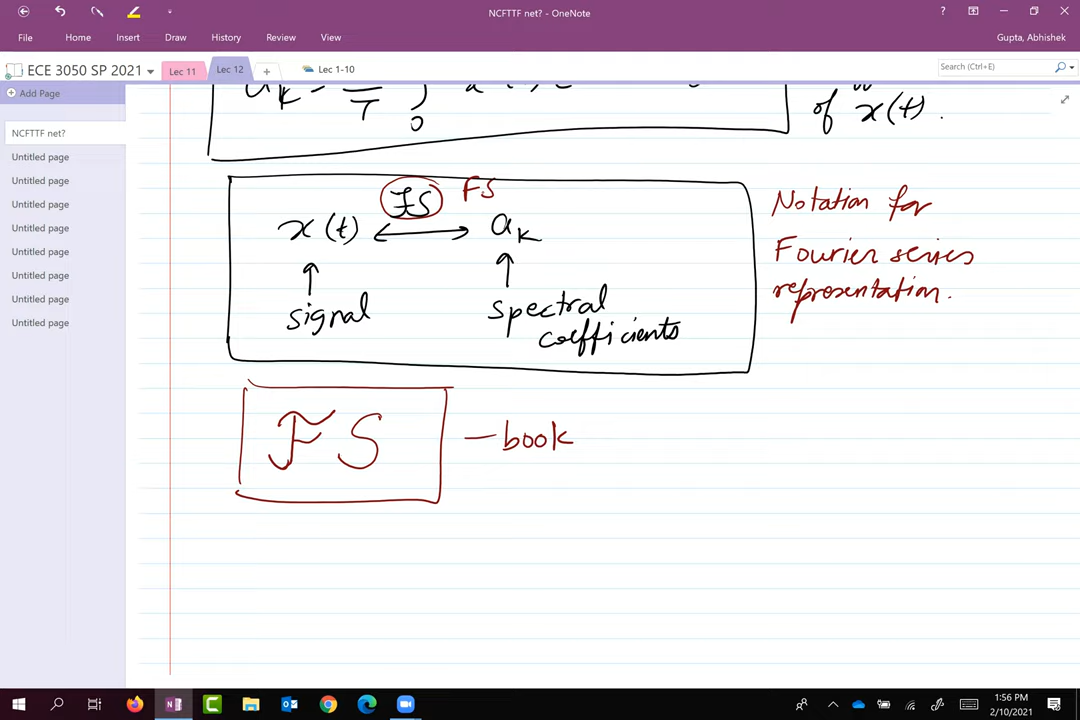 NCFTTF net? - OneNote
Gupta, Abhishek
File Home Insert Draw History Review View
ECE 3050 SP 2021 Lec 11 Lec 12 + Lec 1-10
Search (Ctrl+E)
Add Page
NCFTTF net?
Untitled page
Untitled page
Untitled page
Untitled page
Untitled page
Untitled page
Untitled page
Untitled page
T 0
of x(t).
FS FS
x(t) ⟷ a_k
↑ ↑
signal spectral
coefficients
Notation for
Fourier series
representation.
FS — book
1:56 PM
2/10/2021